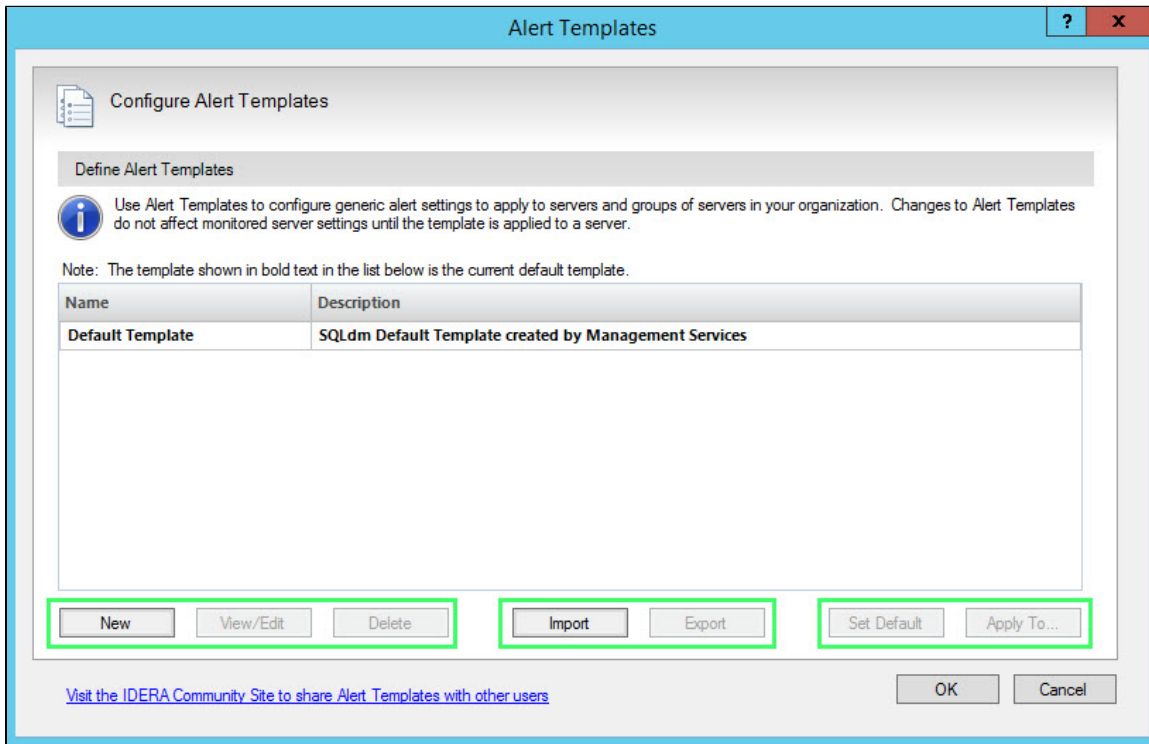 Alert Templates
? x
Configure Alert Templates
Define Alert Templates
Use Alert Templates to configure generic alert settings to apply to servers and groups of servers in your organization. Changes to Alert Templates
do not affect monitored server settings until the template is applied to a server.
Note: The template shown in bold text in the list below is the current default template.
Name Description
Default Template SQLdm Default Template created by Management Services
New View/Edit Delete Import Export Set Default Apply To...
Visit the IDERA Community Site to share Alert Templates with other users
OK Cancel